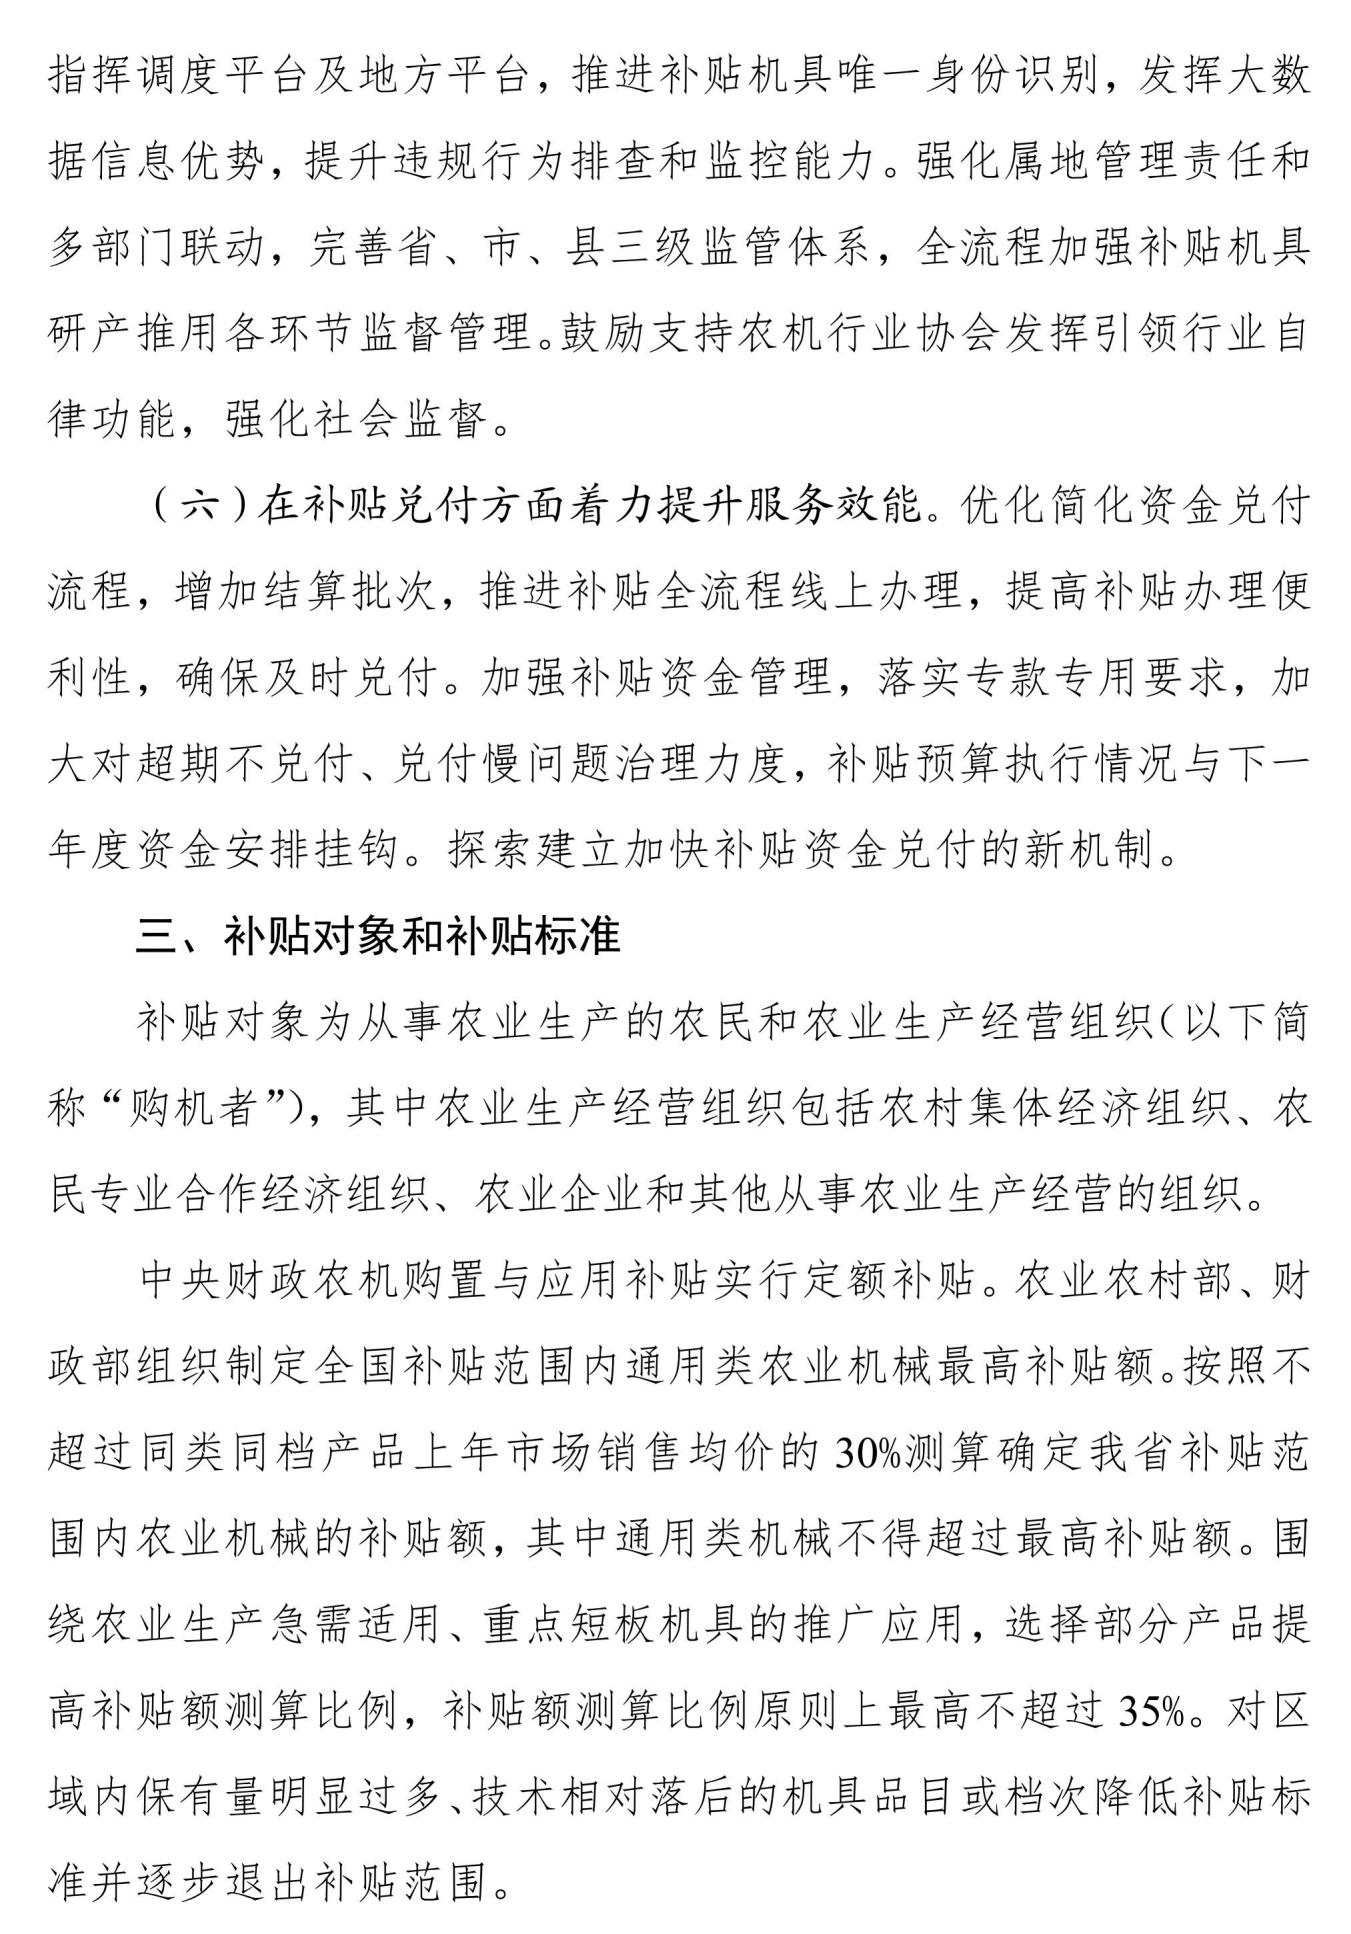 指挥调度平台及地方平台，推进补贴机具唯一身份识别，发挥大数
据信息优势，提升违规行为排查和监控能力。强化属地管理责任和
多部门联动，完善省、市、县三级监管体系，全流程加强补贴机具
研产推用各环节监督管理。鼓励支持农机行业协会发挥引领行业自
律功能，强化社会监督。
（六）在补贴兑付方面着力提升服务效能。优化简化资金兑付
流程，增加结算批次，推进补贴全流程线上办理，提高补贴办理便
利性，确保及时兑付。加强补贴资金管理，落实专款专用要求，加
大对超期不兑付、兑付慢问题治理力度，补贴预算执行情况与下一
年度资金安排挂钩。探索建立加快补贴资金兑付的新机制。
三、补贴对象和补贴标准
补贴对象为从事农业生产的农民和农业生产经营组织（以下简
称“购机者”），其中农业生产经营组织包括农村集体经济组织、农
民专业合作经济组织、农业企业和其他从事农业生产经营的组织。
中央财政农机购置与应用补贴实行定额补贴。农业农村部、财
政部组织制定全国补贴范围内通用类农业机械最高补贴额。按照不
超过同类同档产品上年市场销售均价的 30%测算确定我省补贴范
围内农业机械的补贴额，其中通用类机械不得超过最高补贴额。围
绕农业生产急需适用、重点短板机具的推广应用，选择部分产品提
高补贴额测算比例，补贴额测算比例原则上最高不超过 35%。对区
域内保有量明显过多、技术相对落后的机具品目或档次降低补贴标
准并逐步退出补贴范围。